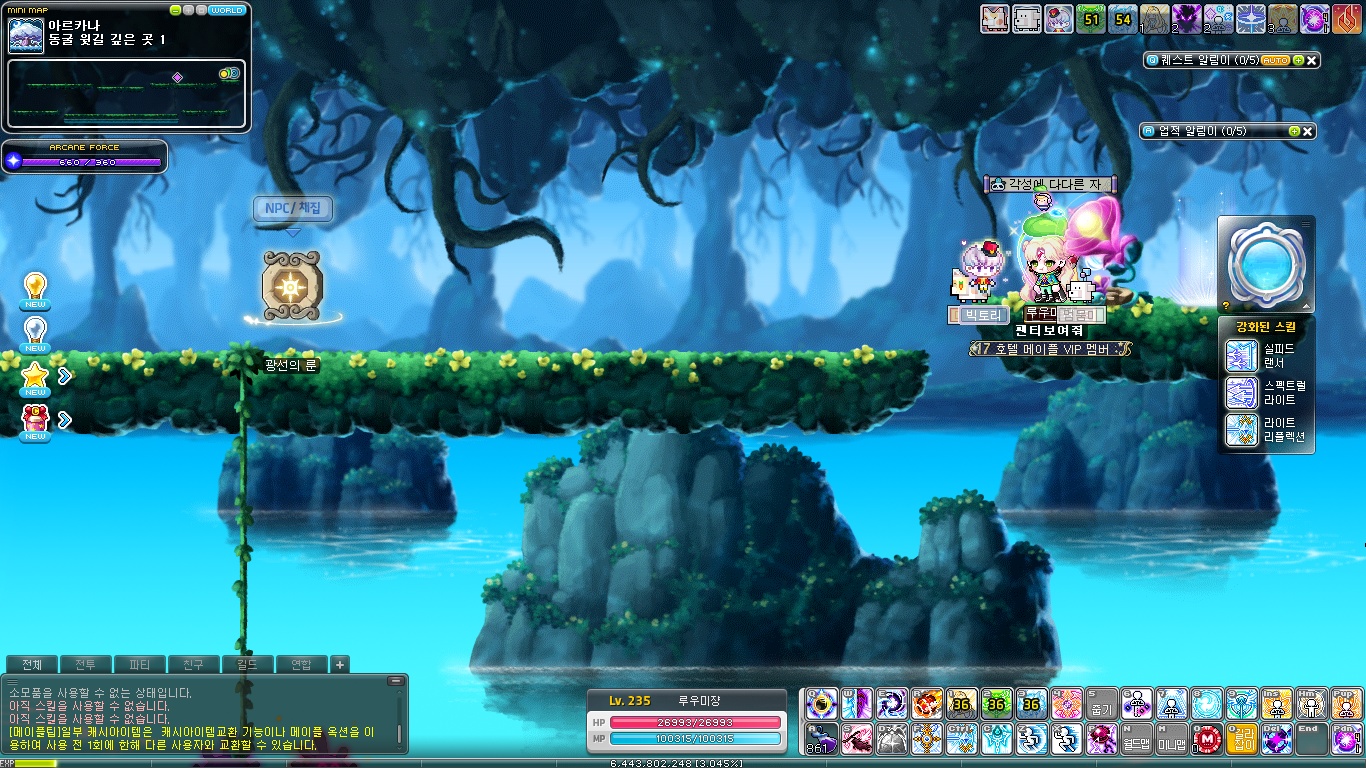 MINI MAP
WORLD
아르카나
동굴 윗길 깊은 곳 1
ARCANE FORCE
660 / 360
51
54
퀘스트 알림이 (0/5)
AUTO
업적 알림이 (0/5)
NPC/채집
광선의 룬
NEW
NEW
NEW
NEW
각성에 다다른 자
빅토리
루우미
펀티보여줘
17 호텔 메이플 VIP 멤버
강화된 스킬
실피드
랜서
스펙트럴
라이트
라이트
리플렉션
전체
전투
파티
친구
길드
연합
+
소모품을 사용할 수 없는 상태입니다.
아직 스킬을 사용할 수 없습니다.
아직 스킬을 사용할 수 없습니다.
[메이플팁]일부 캐시아이템은 캐시아이템교환 기능이나 메이플 옵션을 이
용하여 사용 전 1회에 한해 다른 사용자와 교환할 수 있습니다.
Lv. 235
루우미쟝
HP
26993/26993
MP
100315/100315
36
36
36
줍기
Ins
Hm
Pup
861
Ctrl
월드맵
미니맵
Del
End
Pdn
EXP
6,443,802,248 [3.045%]